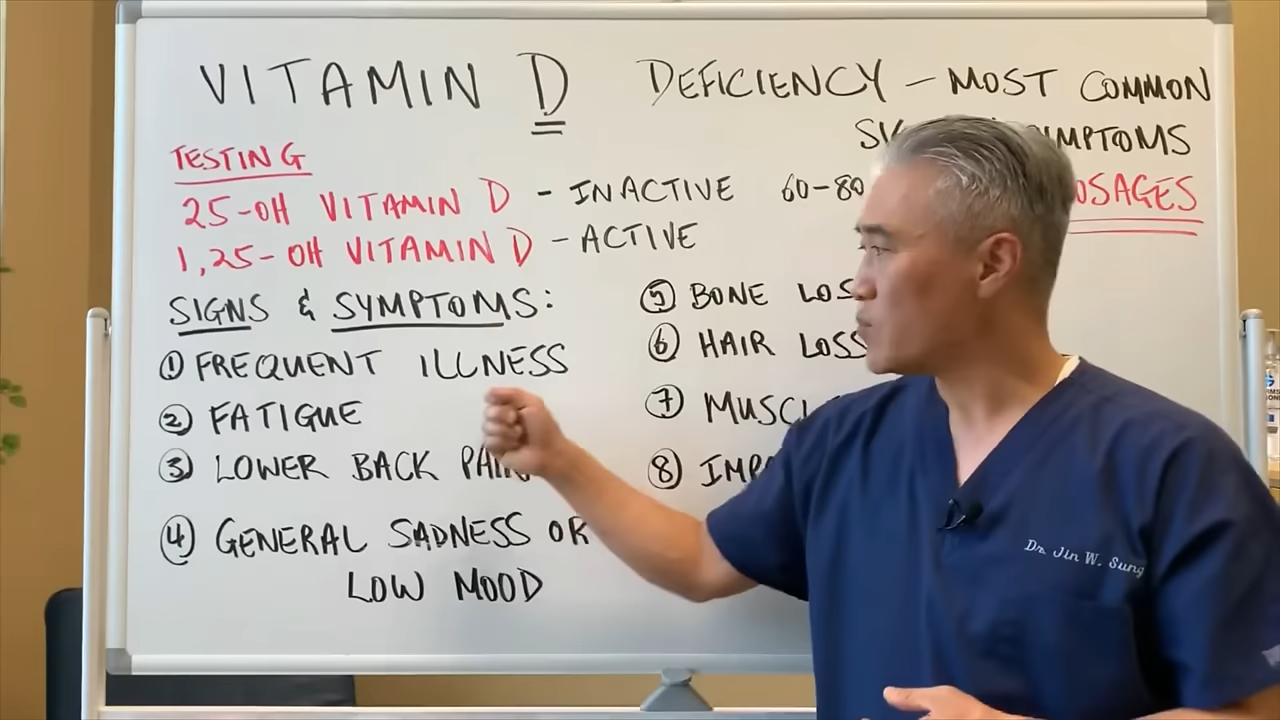 VITAMIN D DEFICIENCY - MOST COMMON
SYMPTOMS
TESTING
25-OH VITAMIN D - INACTIVE 60-80
1,25-OH VITAMIN D - ACTIVE
DOSAGES
SIGNS & SYMPTOMS:
① FREQUENT ILLNESS
② FATIGUE
③ LOWER BACK PAIN
④ GENERAL SADNESS OR
LOW MOOD
⑤ BONE LOSS
⑥ HAIR LOSS
⑦ MUSCL
⑧ IMP
Dr. Jin W. Sung